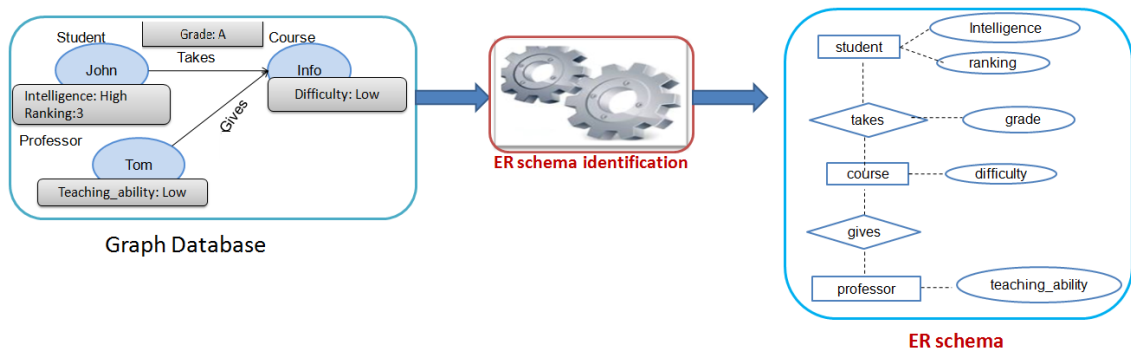 Student
Grade: A
Course
Takes
John
Info
Intelligence: High
Ranking:3
Difficulty: Low
Gives
Professor
Tom
Teaching_ability: Low
Graph Database
ER schema identification
Intelligence
student
ranking
takes
grade
course
difficulty
gives
professor
teaching_ability
ER schema